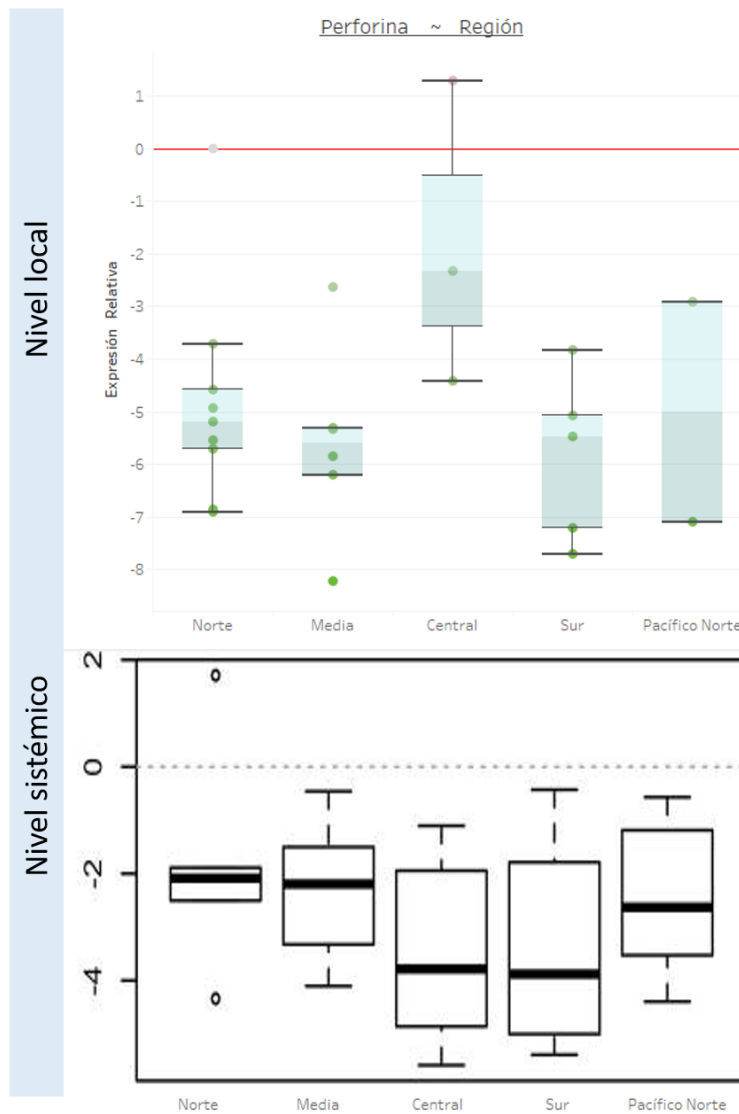 Perforina ~ Región
Nivel local
Expresión Relativa
1
0
-1
-2
-3
-4
-5
-6
-7
-8
Norte Media Central Sur Pacífico Norte
Nivel sistémico
2
0
-2
-4
Norte Media Central Sur Pacífico Norte